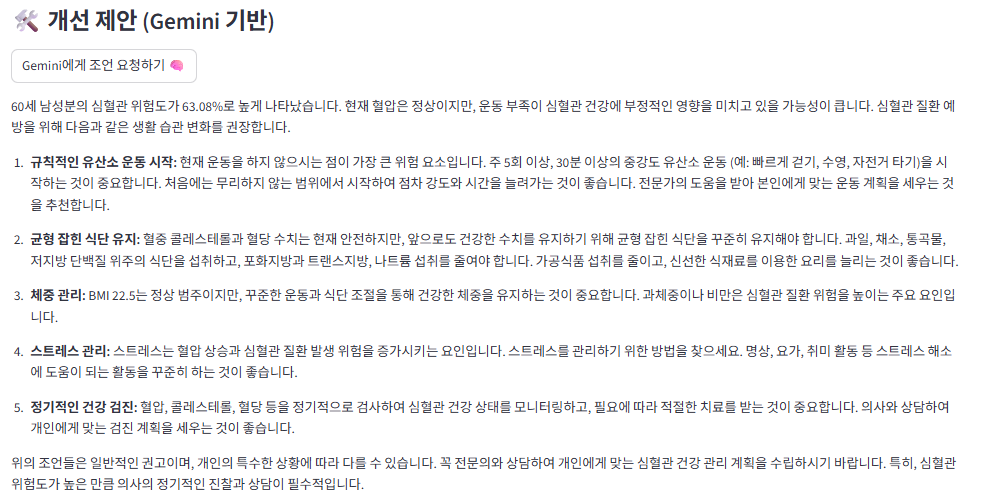 🛠️ 개선 제안 (Gemini 기반)
Gemini에게 조언 요청하기 🧠
60세 남성분의 심혈관 위험도가 63.08%로 높게 나타났습니다. 현재 혈압은 정상이지만, 운동 부족이 심혈관 건강에 부정적인 영향을 미치고 있을 가능성이 큽니다. 심혈관 질환 예
방을 위해 다음과 같은 생활 습관 변화를 권장합니다.
1. 규칙적인 유산소 운동 시작: 현재 운동을 하지 않으시는 점이 가장 큰 위험 요소입니다. 주 5회 이상, 30분 이상의 중강도 유산소 운동 (예: 빠르게 걷기, 수영, 자전거 타기)을 시
작하는 것이 중요합니다. 처음에는 무리하지 않는 범위에서 시작하여 점차 강도와 시간을 늘려가는 것이 좋습니다. 전문가의 도움을 받아 본인에게 맞는 운동 계획을 세우는 것
을 추천합니다.
2. 균형 잡힌 식단 유지: 혈중 콜레스테롤과 혈당 수치는 현재 안전하지만, 앞으로도 건강한 수치를 유지하기 위해 균형 잡힌 식단을 꾸준히 유지해야 합니다. 과일, 채소, 통곡물,
저지방 단백질 위주의 식단을 섭취하고, 포화지방과 트랜스지방, 나트륨 섭취를 줄여야 합니다. 가공식품 섭취를 줄이고, 신선한 식재료를 이용한 요리를 늘리는 것이 좋습니다.
3. 체중 관리: BMI 22.5는 정상 범주이지만, 꾸준한 운동과 식단 조절을 통해 건강한 체중을 유지하는 것이 중요합니다. 과체중이나 비만은 심혈관 질환 위험을 높이는 주요 요인입
니다.
4. 스트레스 관리: 스트레스는 혈압 상승과 심혈관 질환 발생 위험을 증가시키는 요인입니다. 스트레스를 관리하기 위한 방법을 찾으세요. 명상, 요가, 취미 활동 등 스트레스 해소
에 도움이 되는 활동을 꾸준히 하는 것이 좋습니다.
5. 정기적인 건강 검진: 혈압, 콜레스테롤, 혈당 등을 정기적으로 검사하여 심혈관 건강 상태를 모니터링하고, 필요에 따라 적절한 치료를 받는 것이 중요합니다. 의사와 상담하여
개인에게 맞는 검진 계획을 세우는 것이 좋습니다.
위의 조언들은 일반적인 권고이며, 개인의 특수한 상황에 따라 다를 수 있습니다. 꼭 전문의와 상담하여 개인에게 맞는 심혈관 건강 관리 계획을 수립하시기 바랍니다. 특히, 심혈관
위험도가 높은 만큼 의사의 정기적인 진찰과 상담이 필수적입니다.